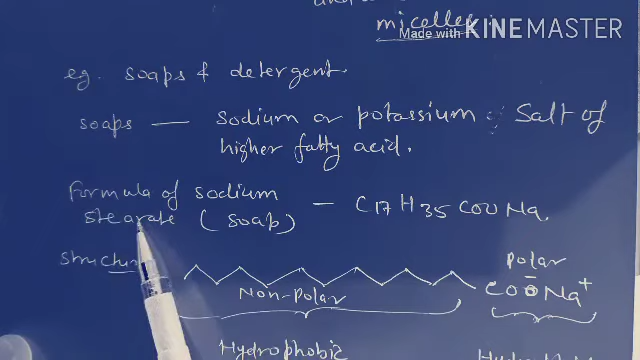 micelles.
Made with KINEMASTER
eg. soaps & detergent.
soaps — sodium or potassium Salt of
higher fatty acid.
Formula of sodium
stearate (soap) — C17H35COONa.
Structure
Polar
Non-Polar COO⁻Na⁺
Hydrophobic